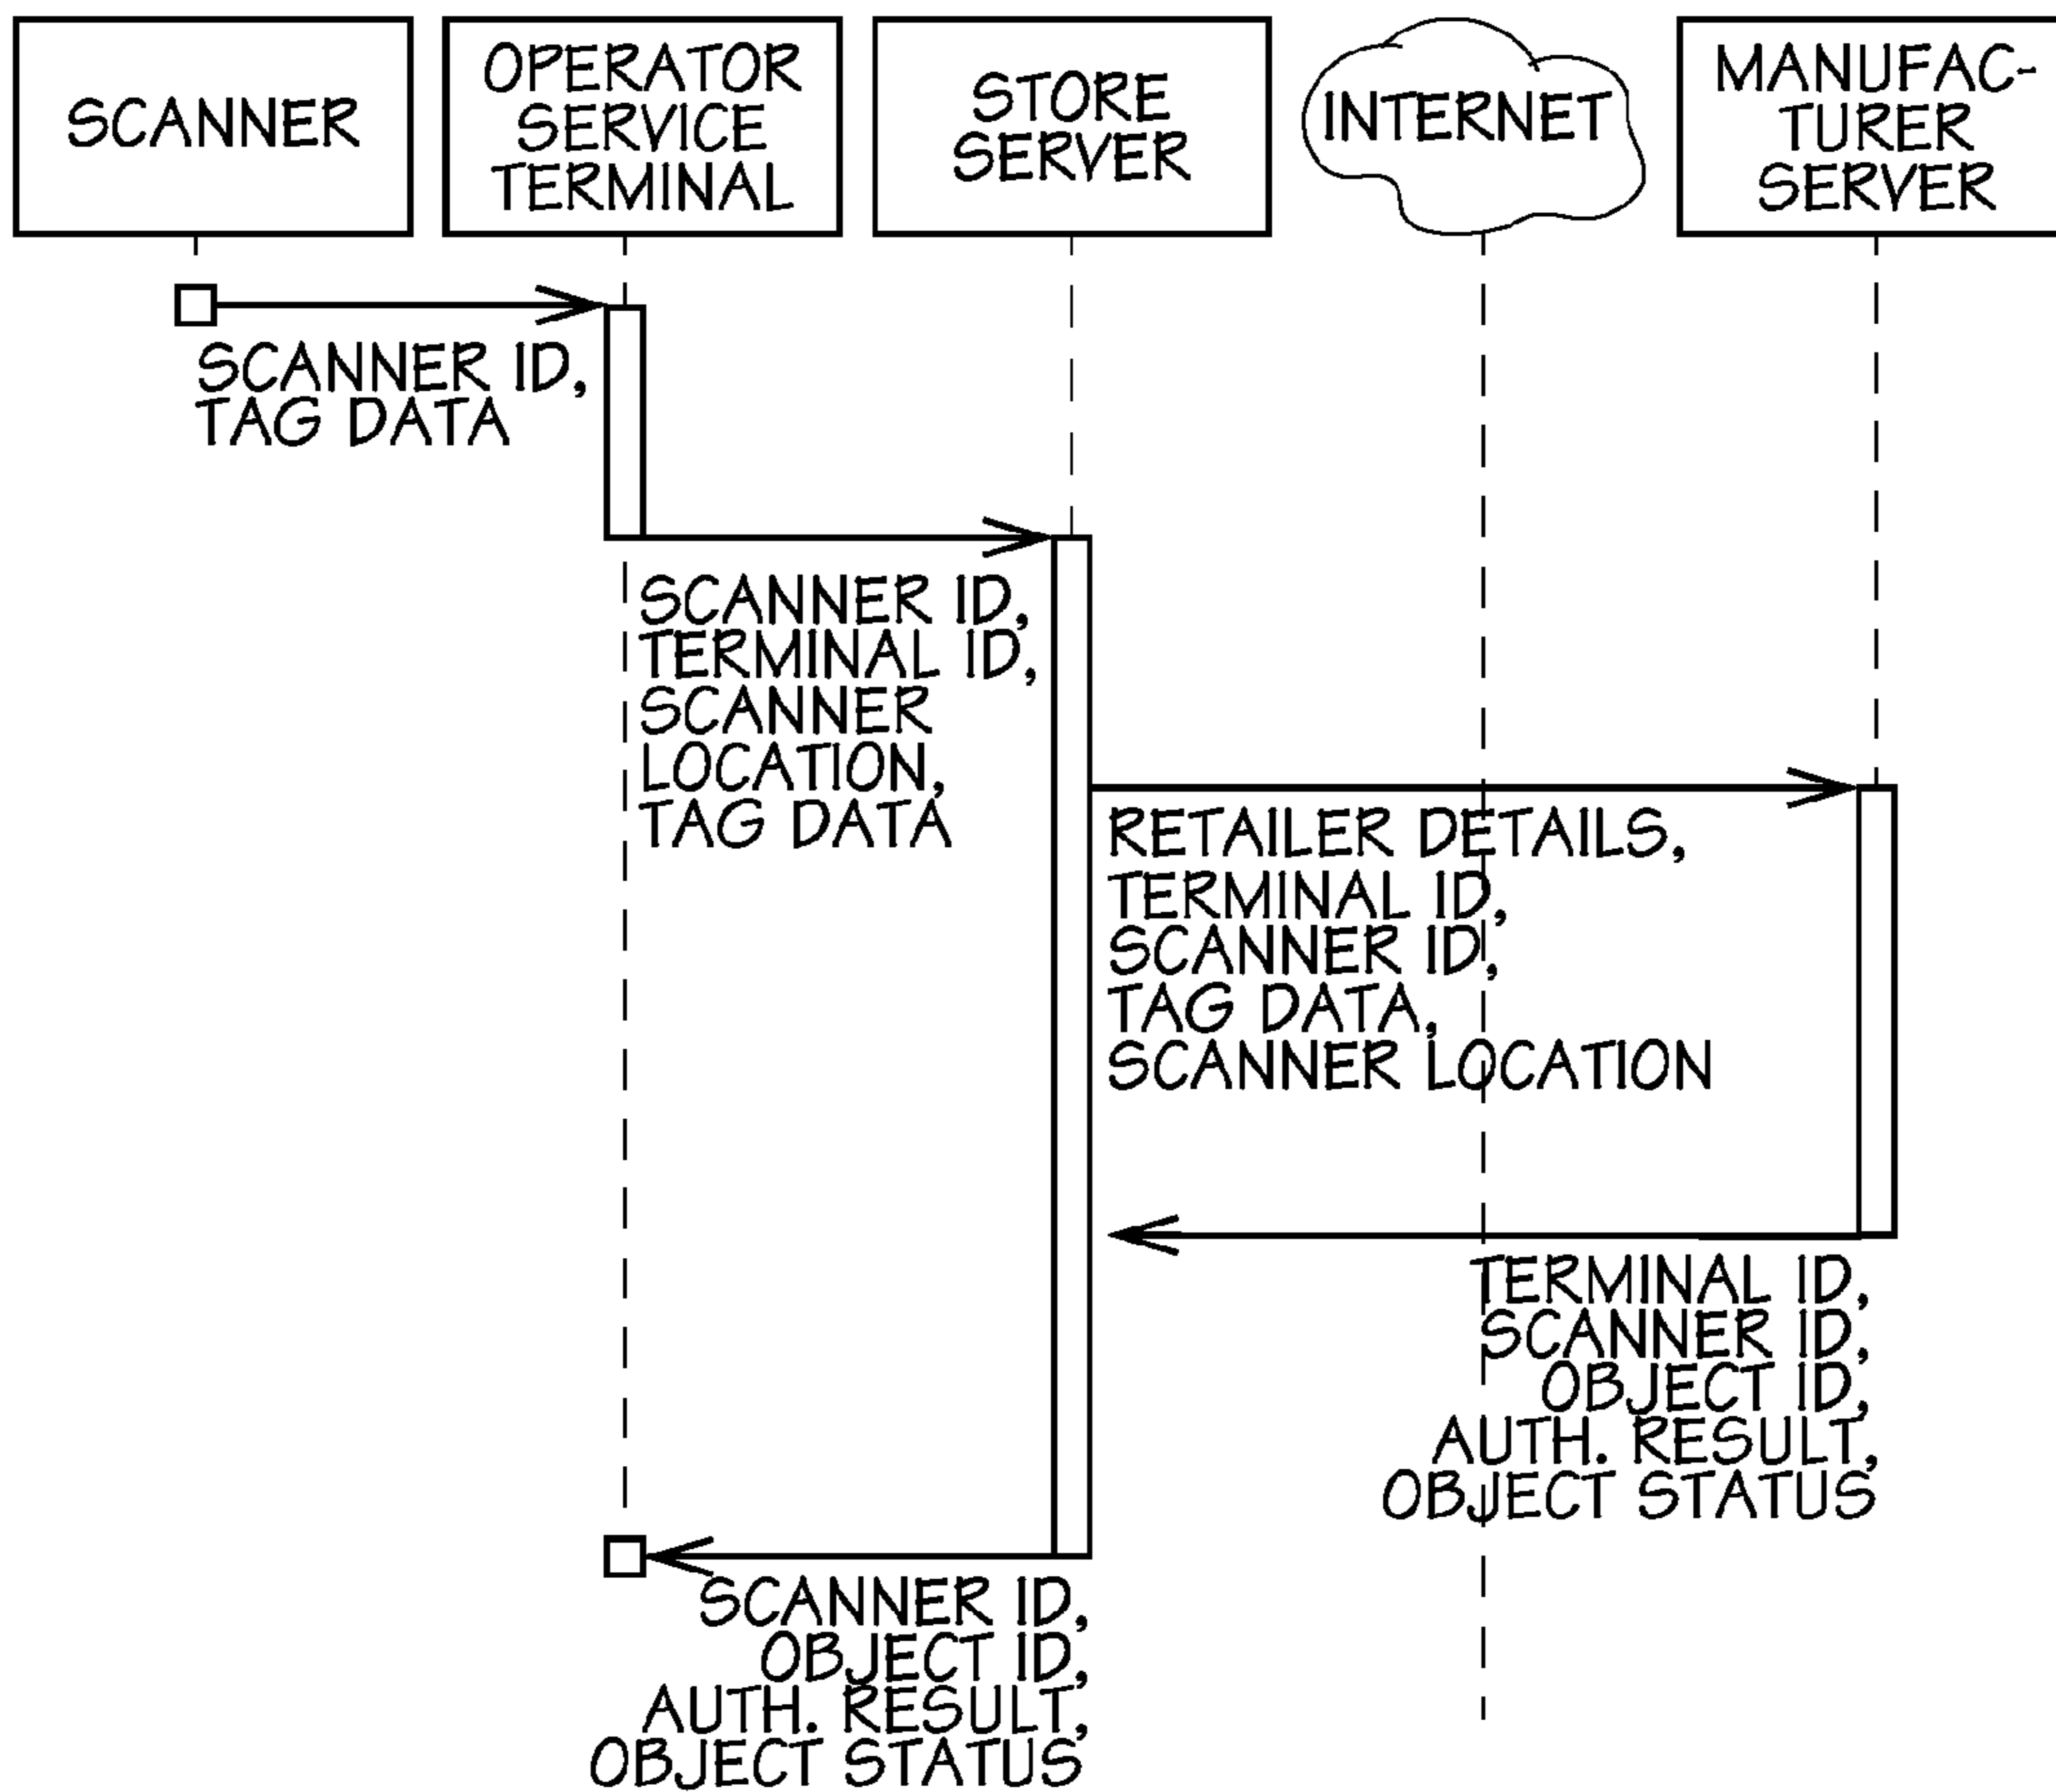 SCANNER
OPERATOR
SERVICE
TERMINAL
STORE
SERVER
INTERNET
MANUFAC-
TURER
SERVER
SCANNER ID,
TAG DATA
SCANNER ID,
TERMINAL ID,
SCANNER
LOCATION,
TAG DATA
RETAILER DETAILS,
TERMINAL ID,
SCANNER ID,
TAG DATA,
SCANNER LOCATION
TERMINAL ID,
SCANNER ID,
OBJECT ID,
AUTH. RESULT,
OBJECT STATUS
SCANNER ID,
OBJECT ID,
AUTH. RESULT,
OBJECT STATUS